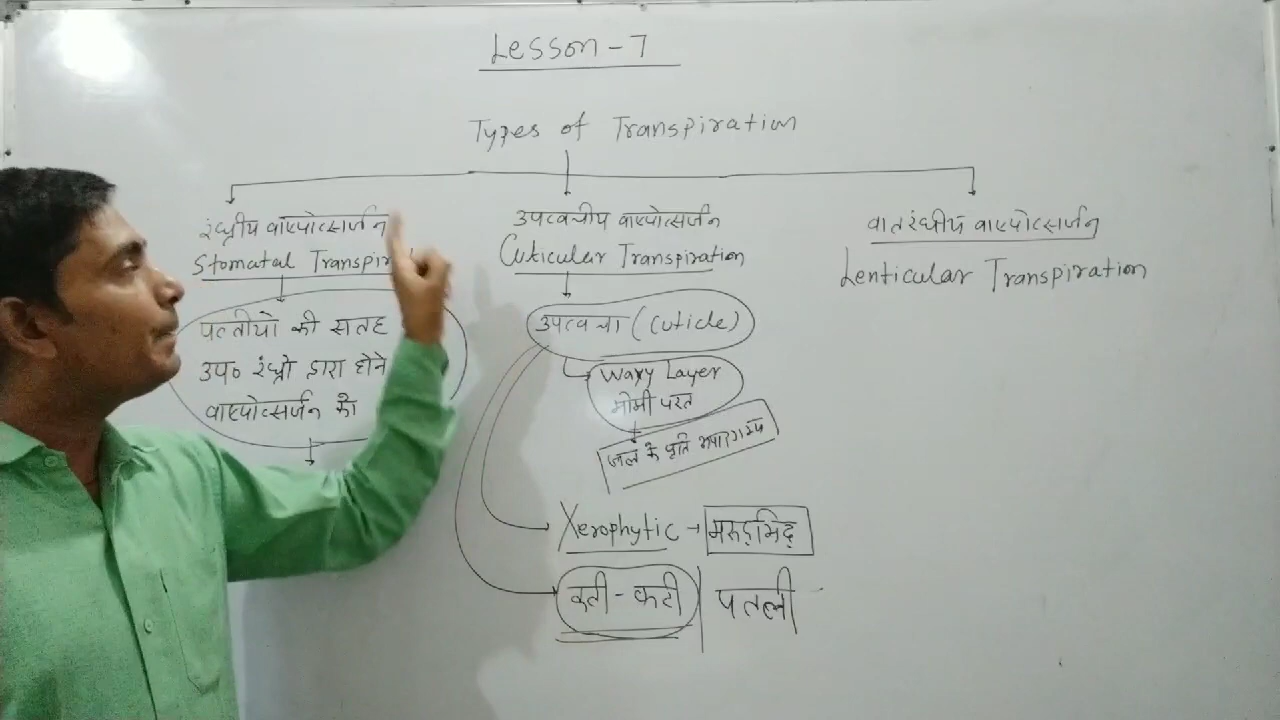 Lesson - 7
Types of Transpiration
रंध्रीय वाष्पोत्सर्जन
Stomatal Transpir
पत्तीयो की सतह
उप० रंध्रो द्वारा होने
वाष्पोत्सर्जन को
उपत्वचीय वाष्पोत्सर्जन
Cuticular Transpiration
उपत्वचा (Cuticle)
Waxy Layer
मोमी परत
जल के प्रति
Xerophytic → मरुद्भिद्
कटी - कटी | पतली
वातरंध्रीय वाष्पोत्सर्जन
Lenticular Transpiration